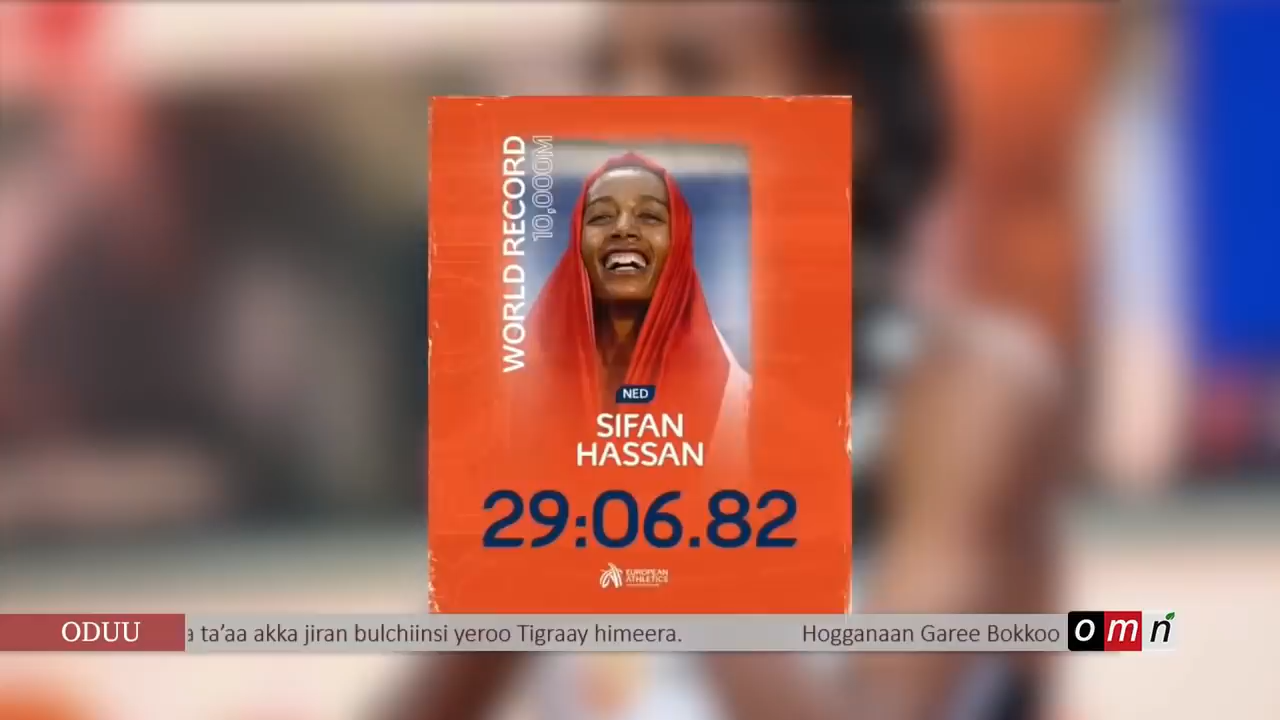 WORLD RECORD
10,000M
NED
SIFAN
HASSAN
29:06.82
EUROPEAN
ATHLETICS
ODUU
a ta’aa akka jiran bulchiinsi yeroo Tigraay himeera.
Hogganaan Garee Bokkoo
omn